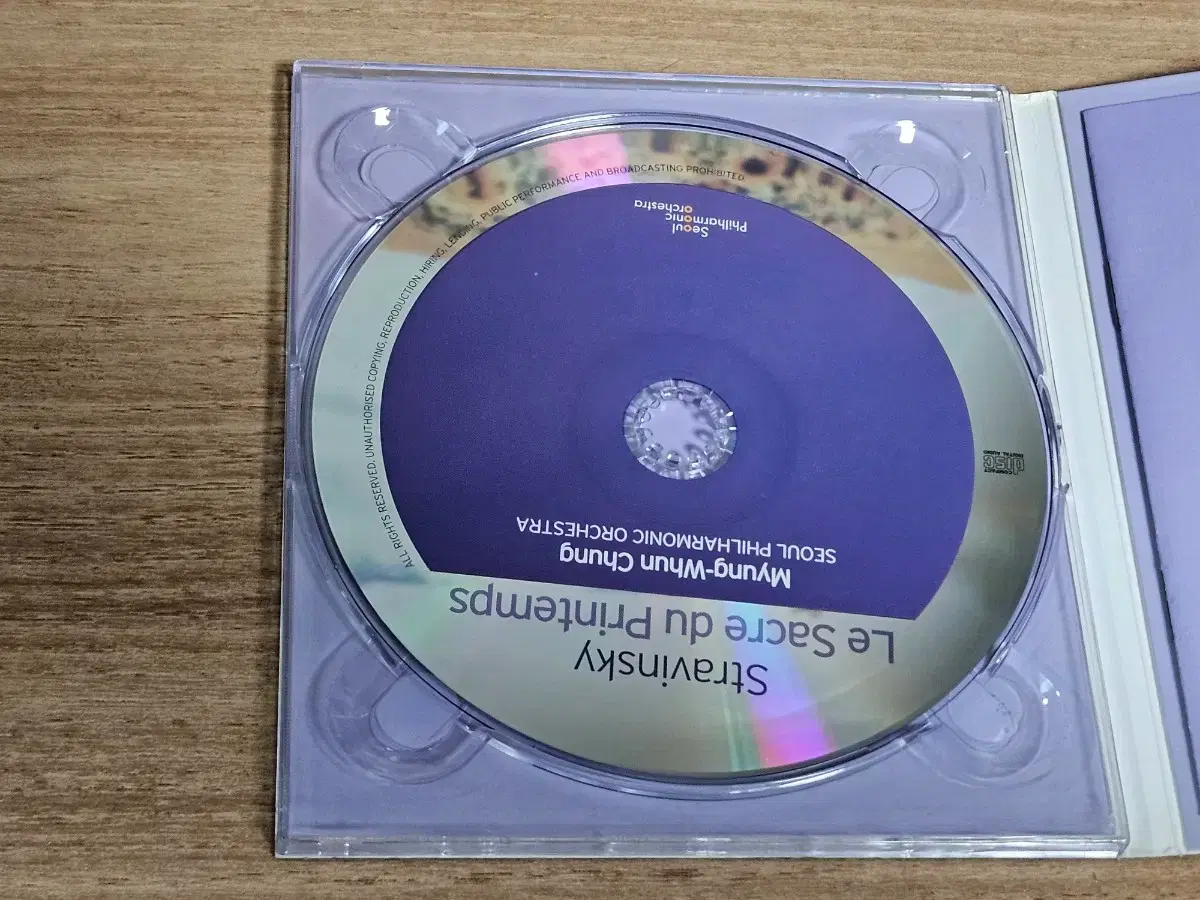 Stravinsky
Le Sacre du Printemps
Myung-Whun Chung
SEOUL PHILHARMONIC ORCHESTRA
COMPACT
disc
DIGITAL AUDIO
Seoul
Philharmonic
orchestra
ALL RIGHTS RESERVED. UNAUTHORISED COPYING, REPRODUCTION, HIRING, LENDING, PUBLIC PERFORMANCE AND BROADCASTING PROHIBITED